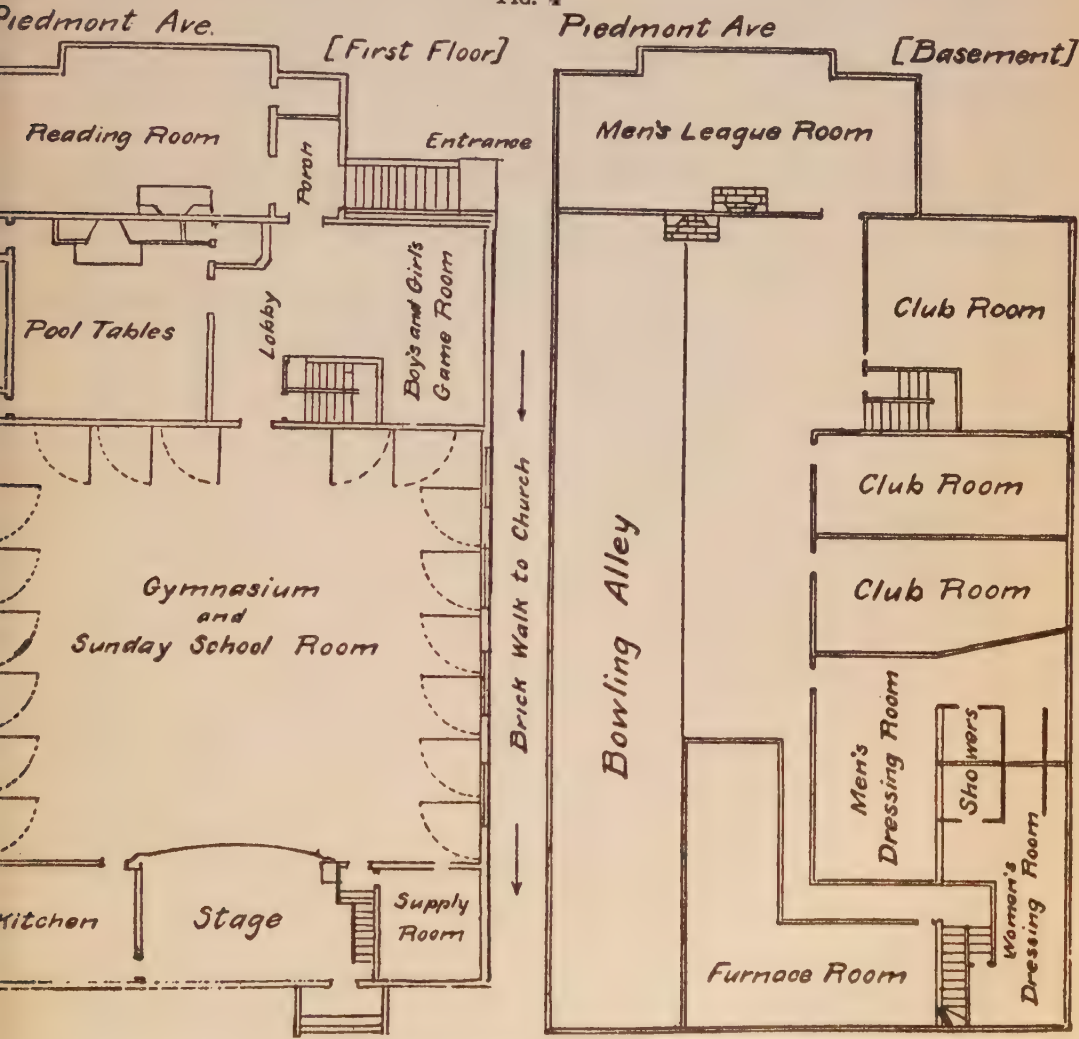 Piedmont Ave.
[First Floor]
Reading Room
Porch
Entrance
Pool Tables
Lobby
Boy's and Girl's
Game Room
Gymnasium
and
Sunday School Room
Brick Walk to Church
Kitchen
Stage
Supply
Room
Piedmont Ave
[Basement]
Men's League Room
Club Room
Club Room
Club Room
Bowling Alley
Men's
Dressing Room
Showers
Women's
Dressing Room
Furnace Room